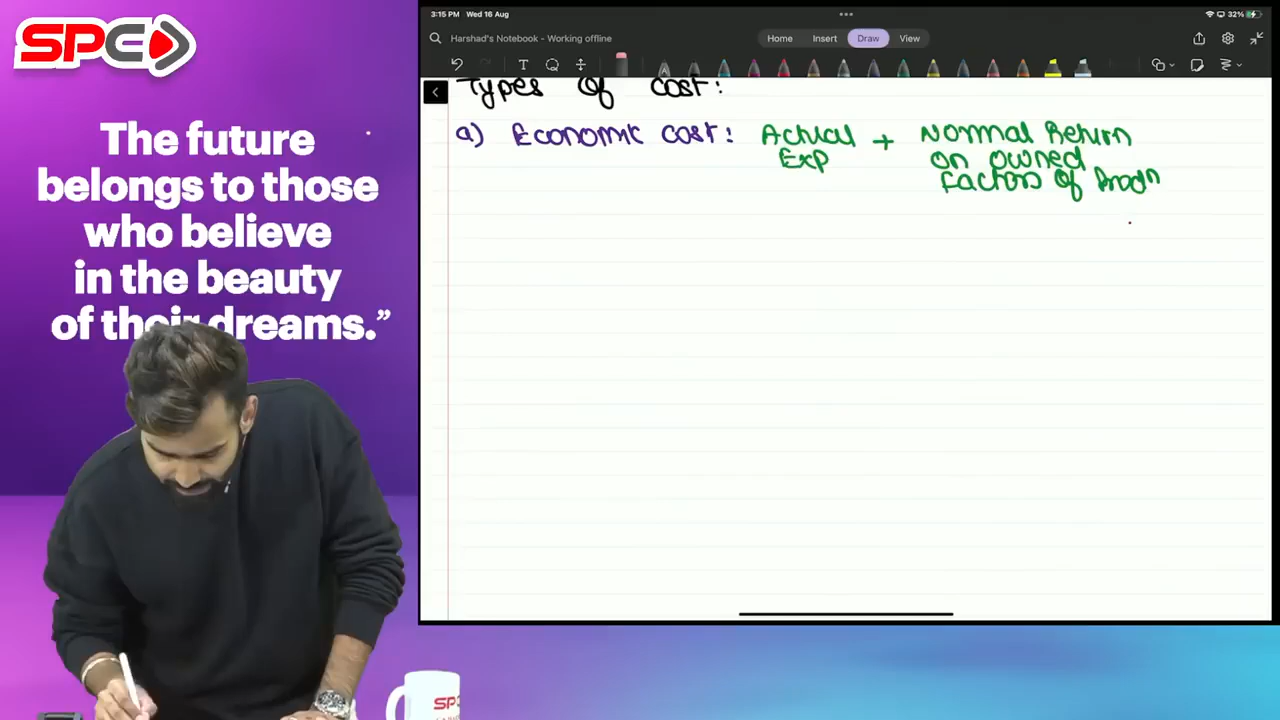 SPC
The future
belongs to those
who believe
in the beauty
of their dreams.”
3:15 PM Wed 16 Aug
32%
Harshad's Notebook - Working offline
Home Insert Draw View
Types Of Cost:
a) Economic cost: Actual + Normal Return
Exp on owned
Factors of Prodn
SPC